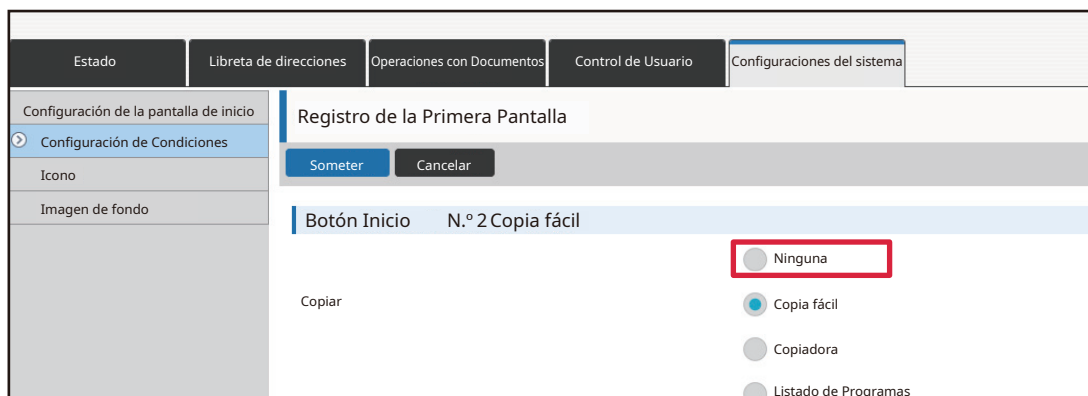 Estado
Libreta de direcciones
Operaciones con Documentos
Control de Usuario
Configuraciones del sistema
Configuración de la pantalla de inicio
Configuración de Condiciones
Icono
Imagen de fondo
Registro de la Primera Pantalla
Someter
Cancelar
Botón Inicio N.º 2 Copia fácil
Copiar
Ninguna
Copia fácil
Copiadora
Listado de Programas